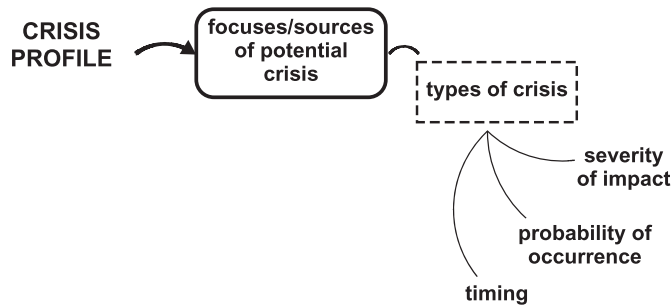 CRISIS
PROFILE
focuses/sources
of potential
crisis
types of crisis
severity
of impact
probability of
occurrence
timing